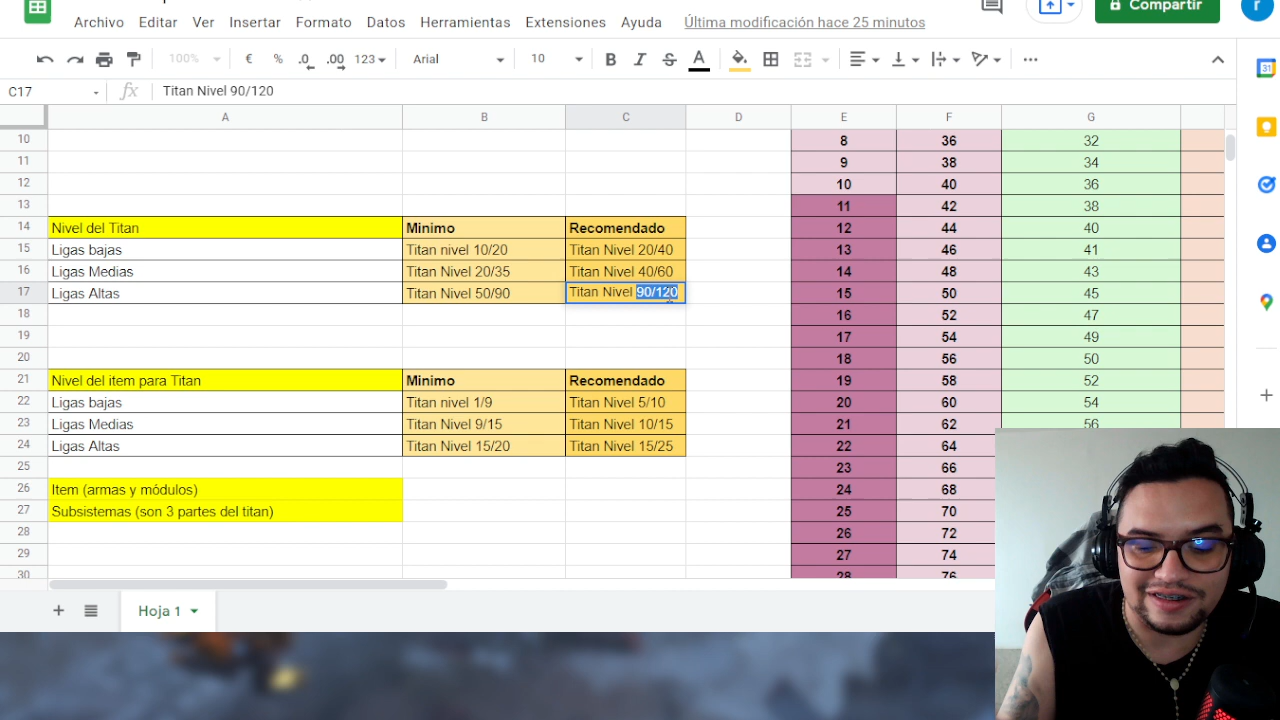 Archivo Editar Ver Insertar Formato Datos Herramientas Extensiones Ayuda Última modificación hace 25 minutos Compartir r
100% € % .0 .00 123 Arial 10 B I S A 31
C17 fx Titan Nivel 90/120
A B C D E F G
10 8 36 32
11 9 38 34
12 10 40 36
13 11 42 38
14 Nivel del Titan Minimo Recomendado 12 44 40
15 Ligas bajas Titan nivel 10/20 Titan Nivel 20/40 13 46 41
16 Ligas Medias Titan Nivel 20/35 Titan Nivel 40/60 14 48 43
17 Ligas Altas Titan Nivel 50/90 Titan Nivel 90/120 15 50 45
18 16 52 47
19 17 54 49
20 18 56 50
21 Nivel del item para Titan Minimo Recomendado 19 58 52
22 Ligas bajas Titan nivel 1/9 Titan Nivel 5/10 20 60 54
23 Ligas Medias Titan Nivel 9/15 Titan Nivel 10/15 21 62 56
24 Ligas Altas Titan Nivel 15/20 Titan Nivel 15/25 22 64
25 23 66
26 Item (armas y módulos) 24 68
27 Subsistemas (son 3 partes del titan) 25 70
28 26 72
29 27 74
30 28 76
Hoja 1